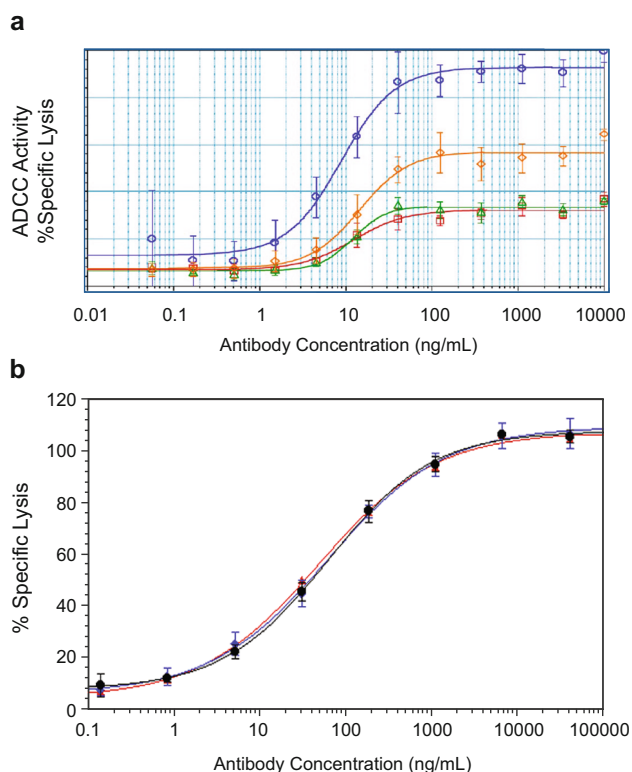 a
ADCC Activity
%Specific Lysis
0.01 0.1 1 10 100 1000 10000
Antibody Concentration (ng/mL)
b
% Specific Lysis
120
100
80
60
40
20
0
0.1 1 10 100 1000 10000 100000
Antibody Concentration (ng/mL)